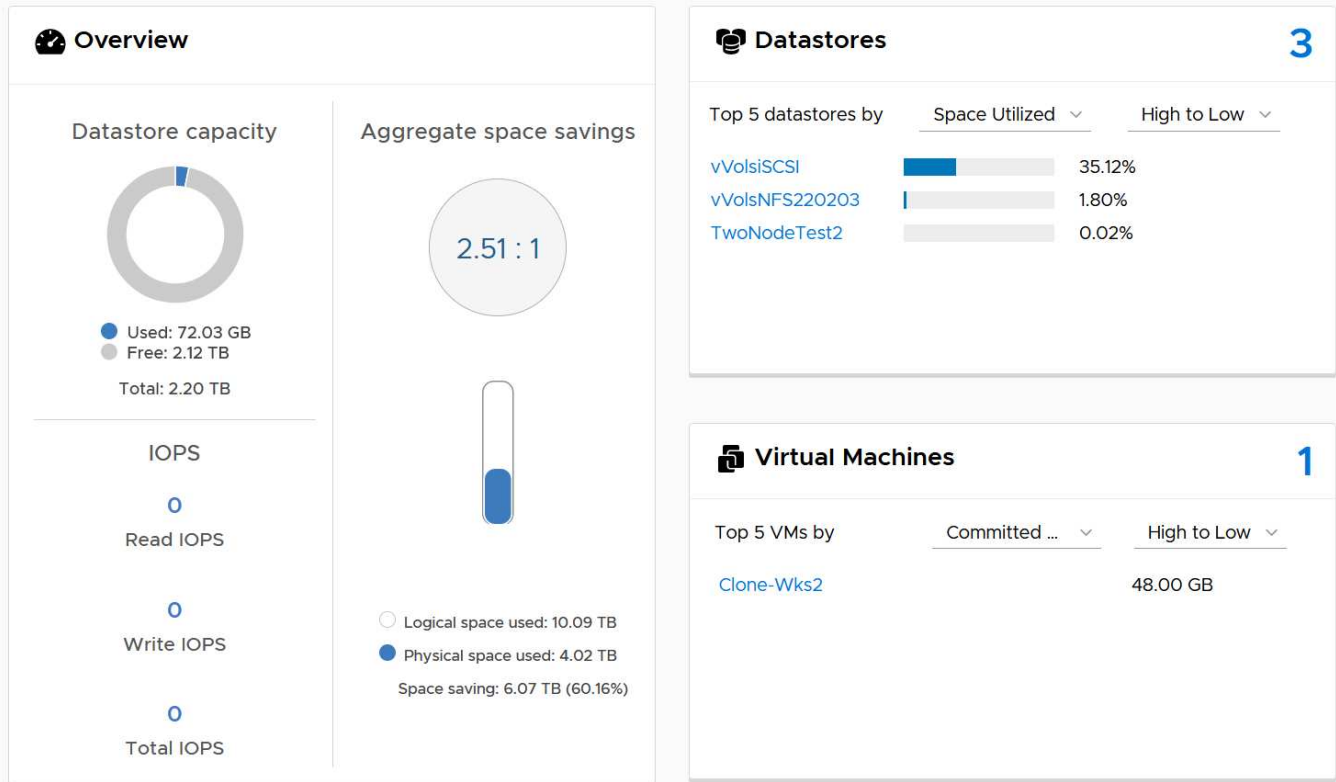 Overview
Datastore capacity
Used: 72.03 GB
Free: 2.12 TB
Total: 2.20 TB
IOPS
0
Read IOPS
0
Write IOPS
0
Total IOPS
Aggregate space savings
2.51 : 1
Logical space used: 10.09 TB
Physical space used: 4.02 TB
Space saving: 6.07 TB (60.16%)
Datastores 3
Top 5 datastores by Space Utilized High to Low
vVolsiSCSI 35.12%
vVolsNFS220203 1.80%
TwoNodeTest2 0.02%
Virtual Machines 1
Top 5 VMs by Committed ... High to Low
Clone-Wks2 48.00 GB